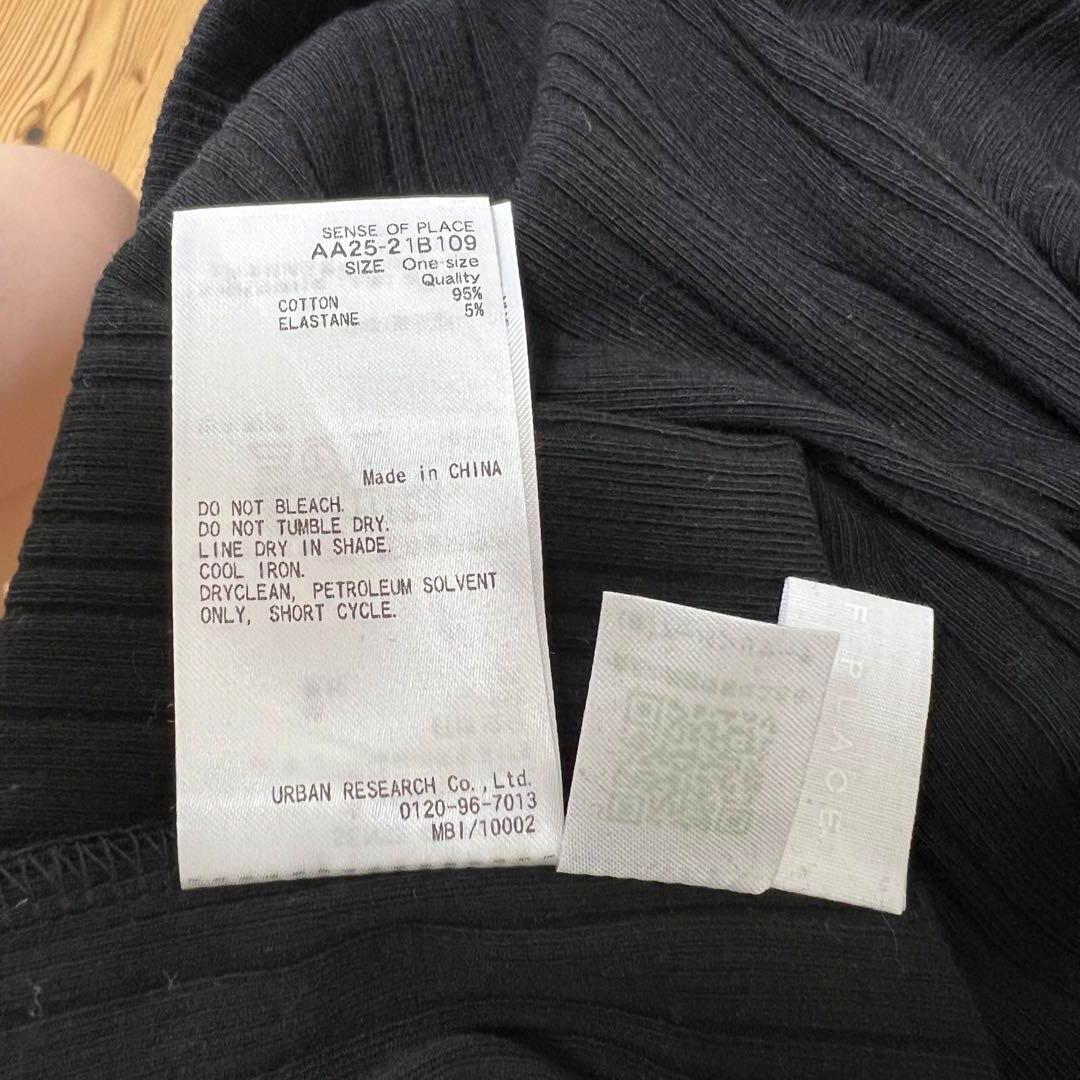 SENSE OF PLACE
AA25-21B109
SIZE One-size
Quality
COTTON 95%
ELASTANE 5%
Made in CHINA
DO NOT BLEACH.
DO NOT TUMBLE DRY.
LINE DRY IN SHADE.
COOL IRON.
DRYCLEAN, PETROLEUM SOLVENT
ONLY, SHORT CYCLE.
URBAN RESEARCH Co.,Ltd.
0120-96-7013
MBI/10002
F PLACE